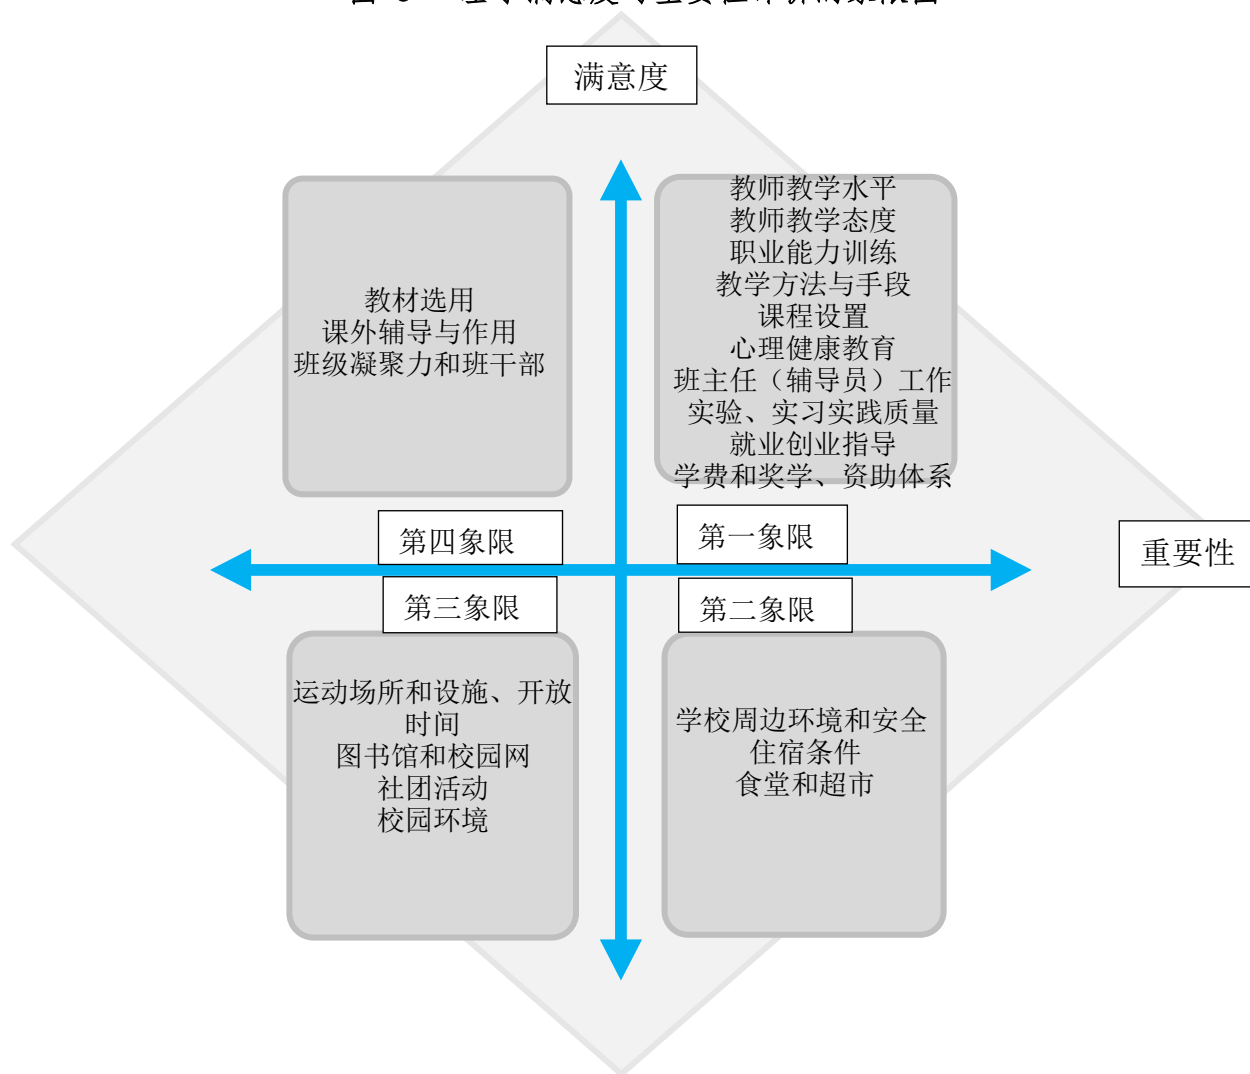 满意度
教师教学水平
教师教学态度
职业能力训练
教学方法与手段
课程设置
心理健康教育
班主任（辅导员）工作
实验、实习实践质量
就业创业指导
学费和奖学、资助体系
教材选用
课外辅导与作用
班级凝聚力和班干部
第四象限
第一象限
重要性
第三象限
第二象限
运动场所和设施、开放
时间
图书馆和校园网
社团活动
校园环境
学校周边环境和安全
住宿条件
食堂和超市